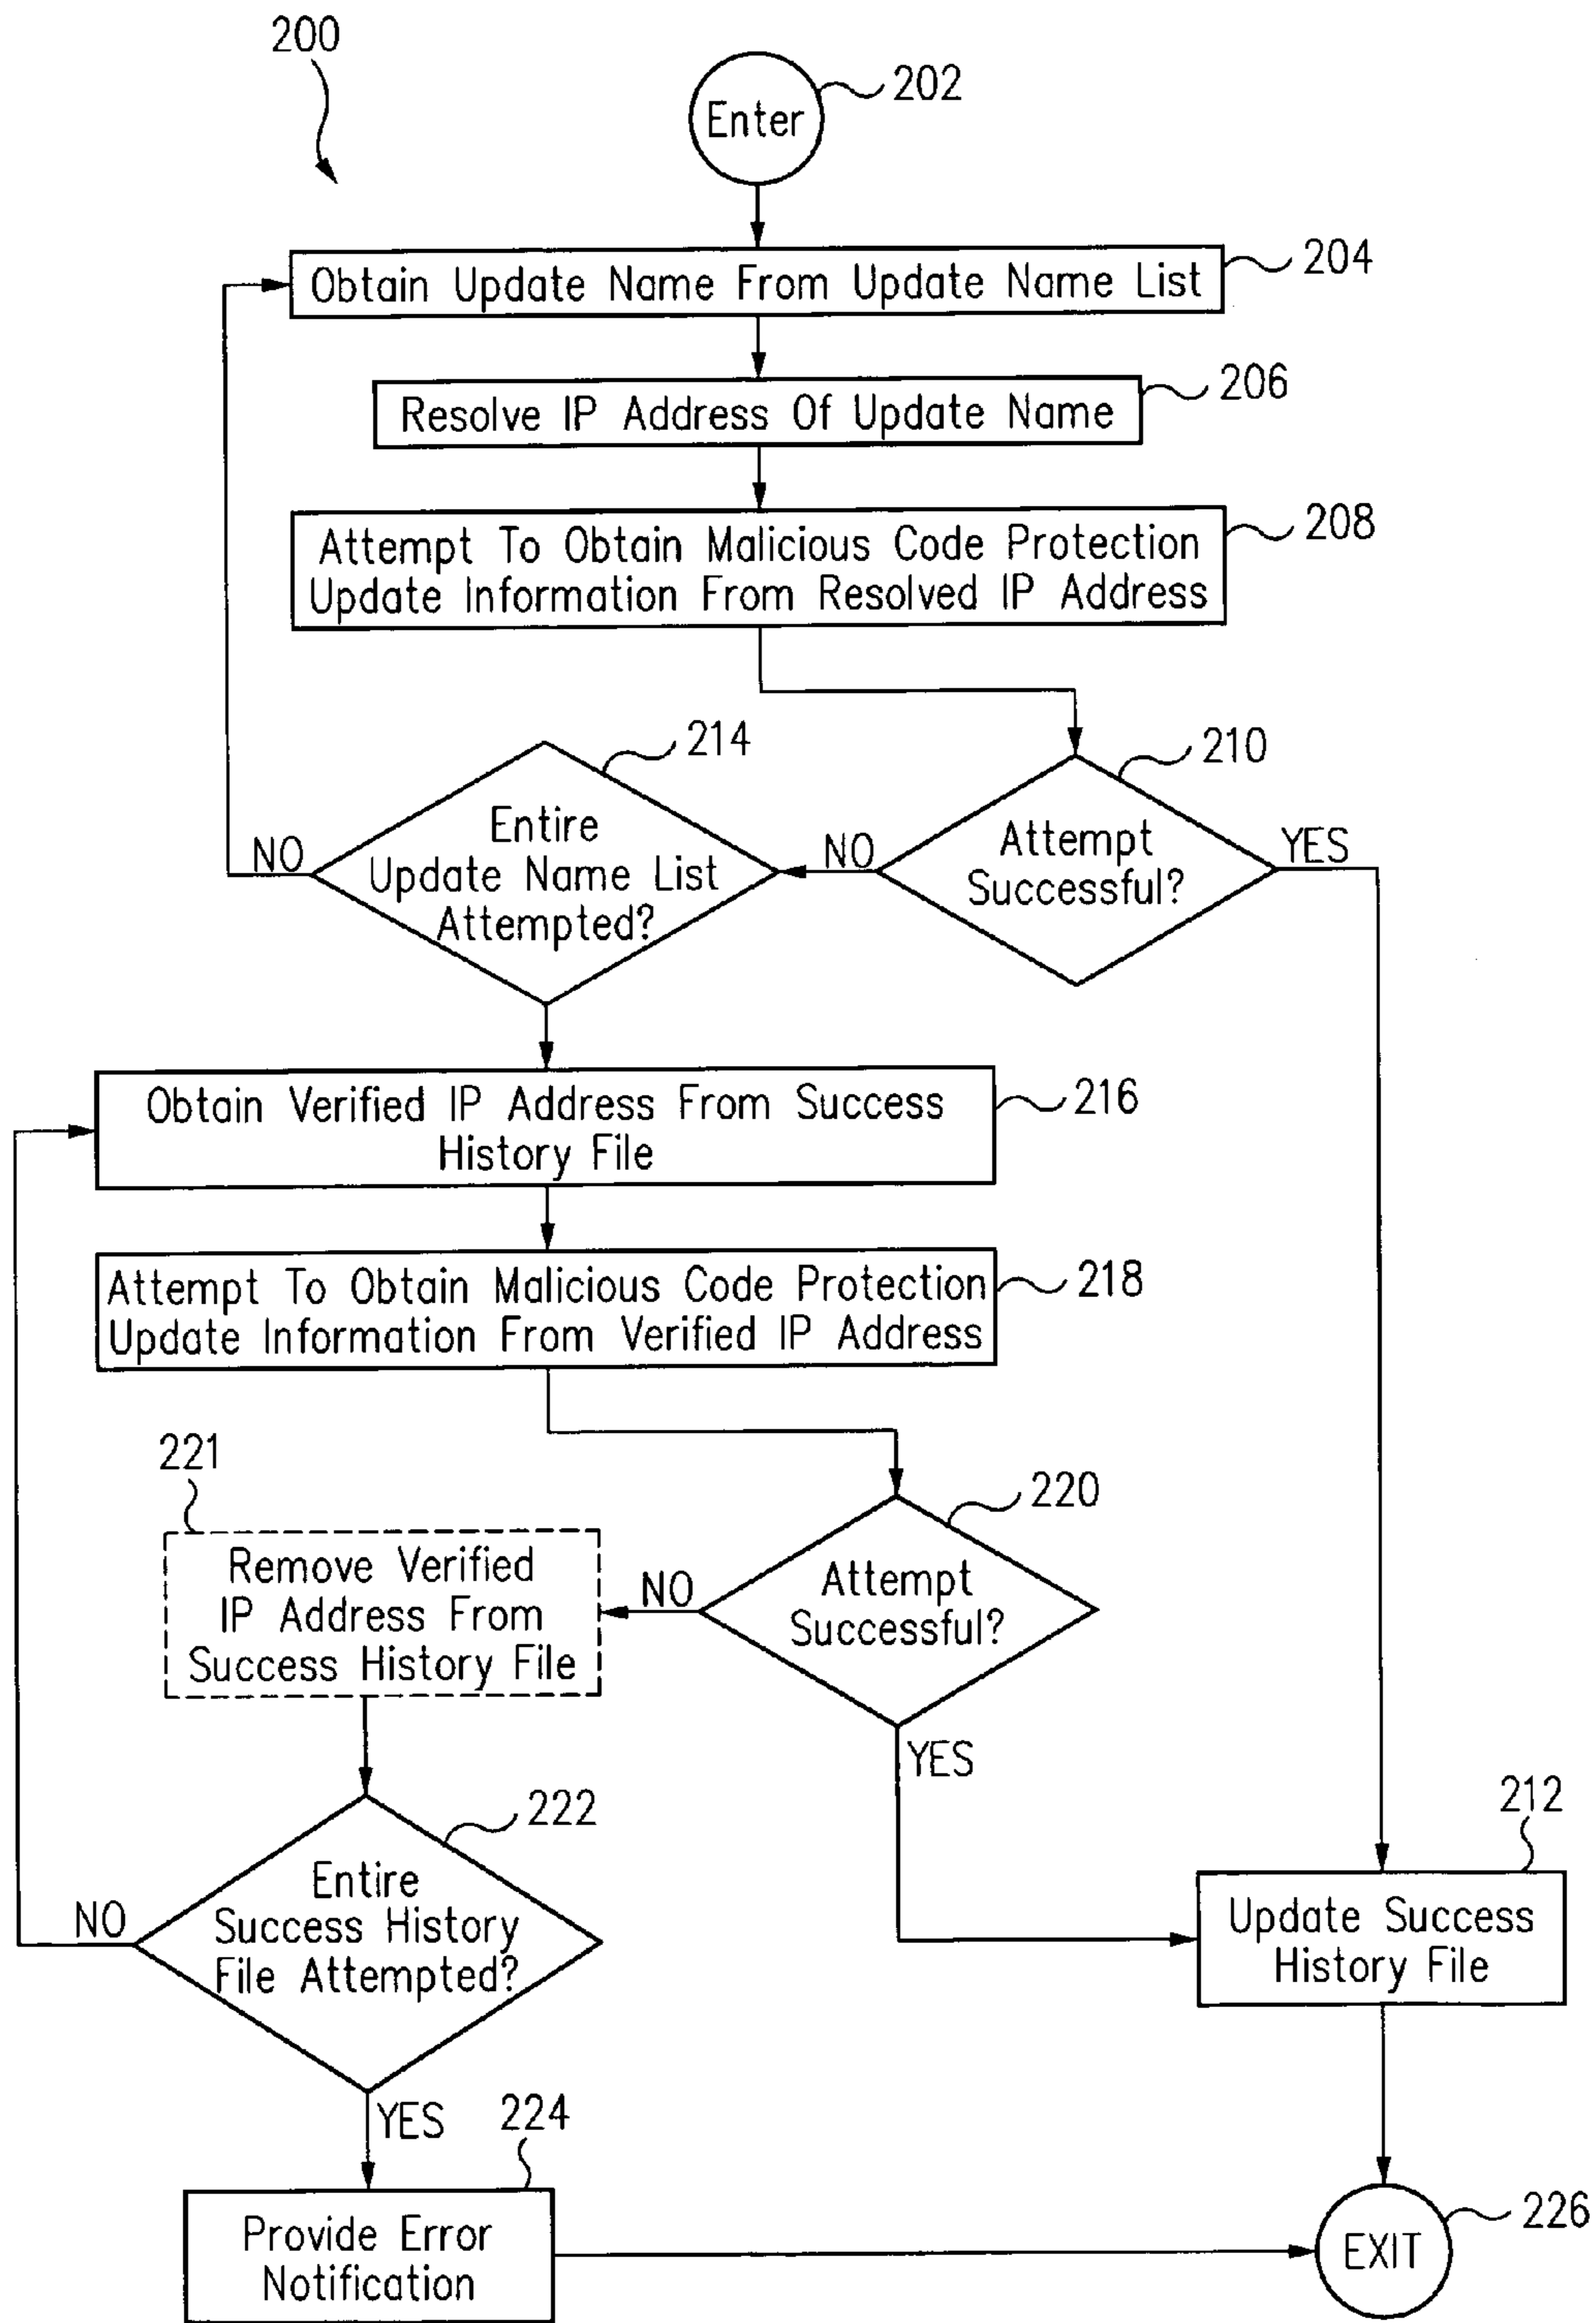 200
Enter
202
Obtain Update Name From Update Name List
204
Resolve IP Address Of Update Name
206
Attempt To Obtain Malicious Code Protection
Update Information From Resolved IP Address
208
214
210
Entire
Update Name List
Attempted?
NO
NO
Attempt
Successful?
YES
Obtain Verified IP Address From Success
History File
216
Attempt To Obtain Malicious Code Protection
Update Information From Verified IP Address
218
221
220
Remove Verified
IP Address From
Success History File
NO
Attempt
Successful?
YES
222
212
Entire
Success History
File Attempted?
NO
Update Success
History File
YES
224
Provide Error
Notification
EXIT
226